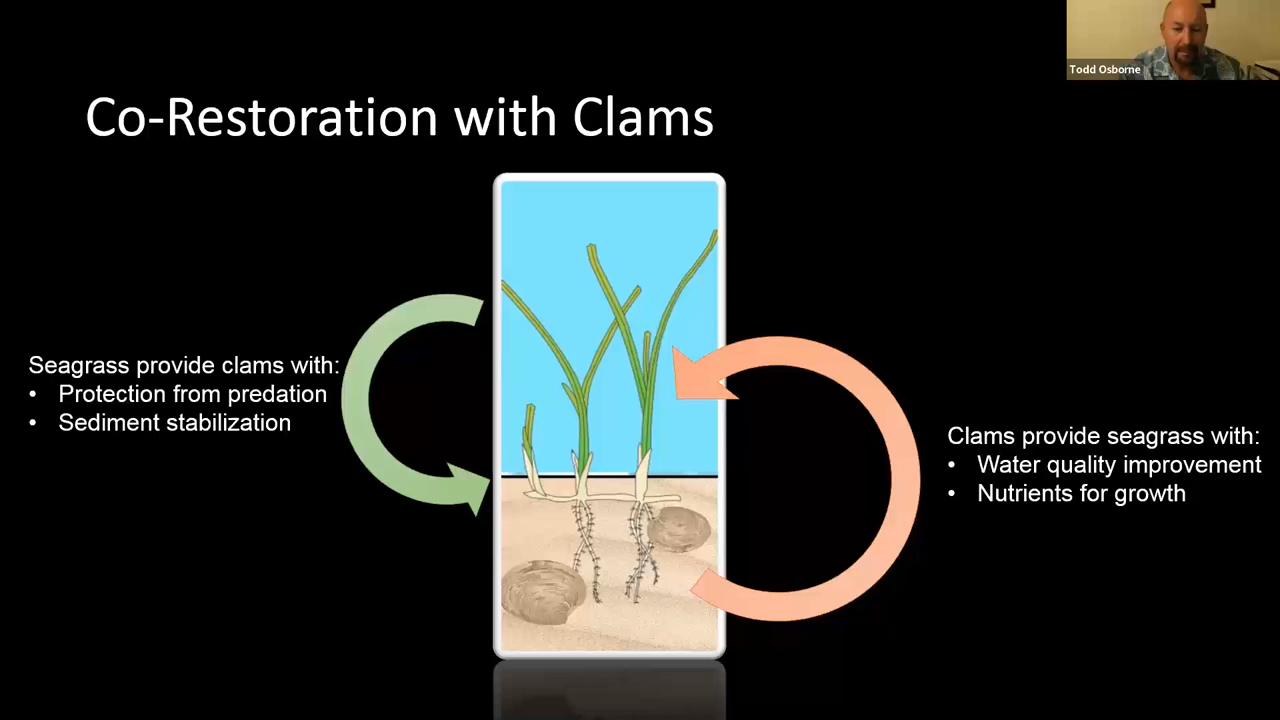 Todd Osborne
Co-Restoration with Clams
Seagrass provide clams with:
• Protection from predation
• Sediment stabilization
Clams provide seagrass with:
• Water quality improvement
• Nutrients for growth